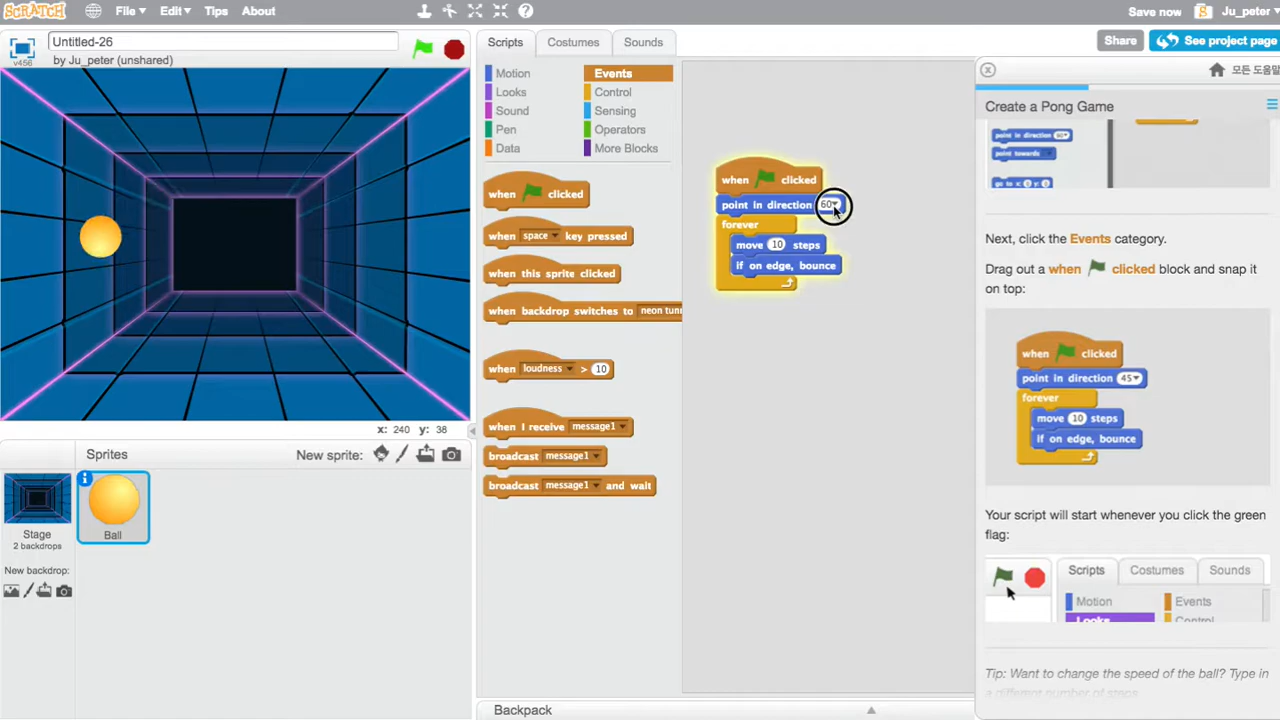 SCRATCH File▾ Edit▾ Tips About Save now Ju_peter▾
v456 Untitled-26
by Ju_peter (unshared)
Scripts Costumes Sounds
Share See project page
Motion Events
Looks Control
Sound Sensing
Pen Operators
Data More Blocks
when clicked
when space key pressed
when this sprite clicked
when backdrop switches to neon tunn
when loudness > 10
when I receive message1
broadcast message1
broadcast message1 and wait
when clicked
point in direction 60▾
forever
move 10 steps
if on edge, bounce
x: 240 y: 38
Sprites New sprite:
Stage
2 backdrops
New backdrop:
Ball
Backpack
모든 도움말
Create a Pong Game
point in direction 90▾
point towards
go to x: 0 y: 0
Next, click the Events category.
Drag out a when clicked block and snap it
on top:
when clicked
point in direction 45▾
forever
move 10 steps
if on edge, bounce
Your script will start whenever you click the green
flag:
Scripts Costumes Sounds
Motion Events
Looks Control
Tip: Want to change the speed of the ball? Type in
a different number of steps